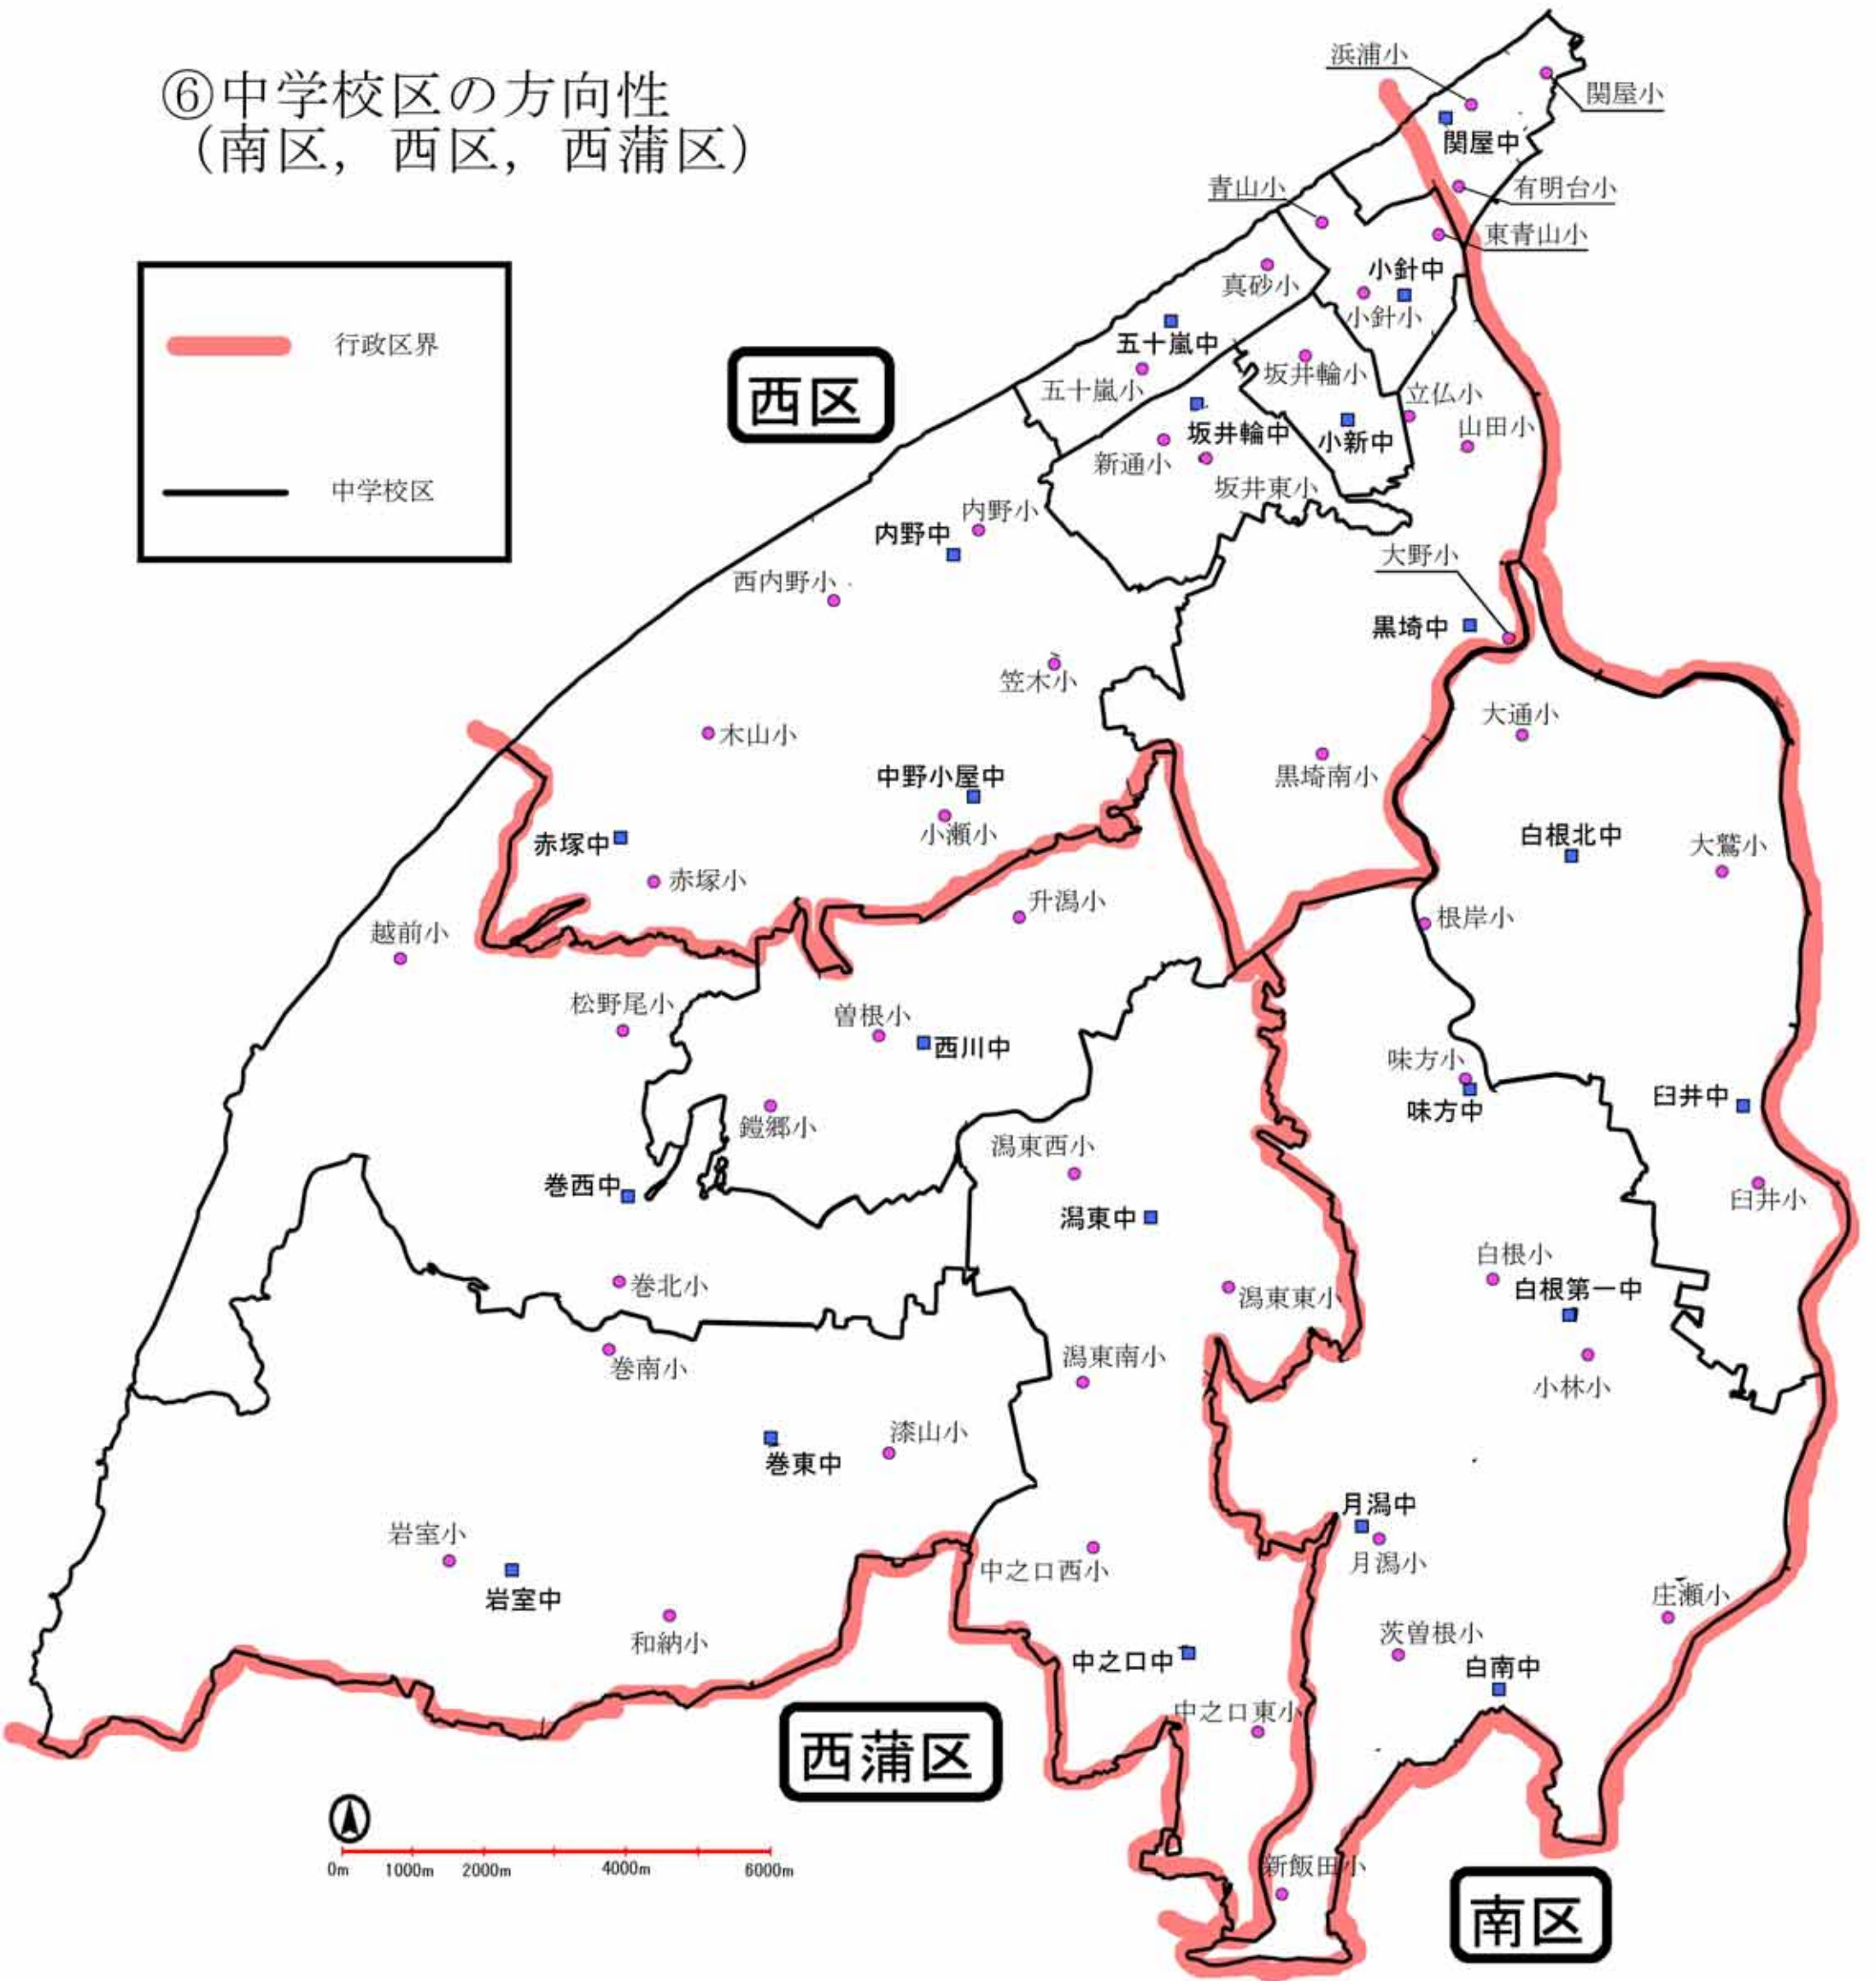 ⑥中学校区の方向性
（南区，西区，西蒲区）
行政区界
中学校区
浜浦小
関屋小
関屋中
青山小
有明台小
東青山小
小針中
真砂小
小針小
五十嵐中
坂井輪小
五十嵐小
立仏小
西区
坂井輪中
小新中
山田小
新通小
坂井東小
内野小
内野中
大野小
西内野小
黒埼中
笠木小
大通小
木山小
中野小屋中
黒埼南小
赤塚中
小瀬小
白根北中
大鷲小
赤塚小
升潟小
根岸小
越前小
松野尾小
曽根小
西川中
味方小
味方中
臼井中
鎧郷小
潟東西小
巻西中
潟東中
臼井小
白根小
巻北小
潟東東小
白根第一中
巻南小
潟東南小
小林小
漆山小
巻東中
月潟中
岩室小
中之口西小
月潟小
岩室中
庄瀬小
和納小
茨曽根小
中之口中
白南中
中之口東小
西蒲区
新飯田小
0m 1000m 2000m 4000m 6000m
南区